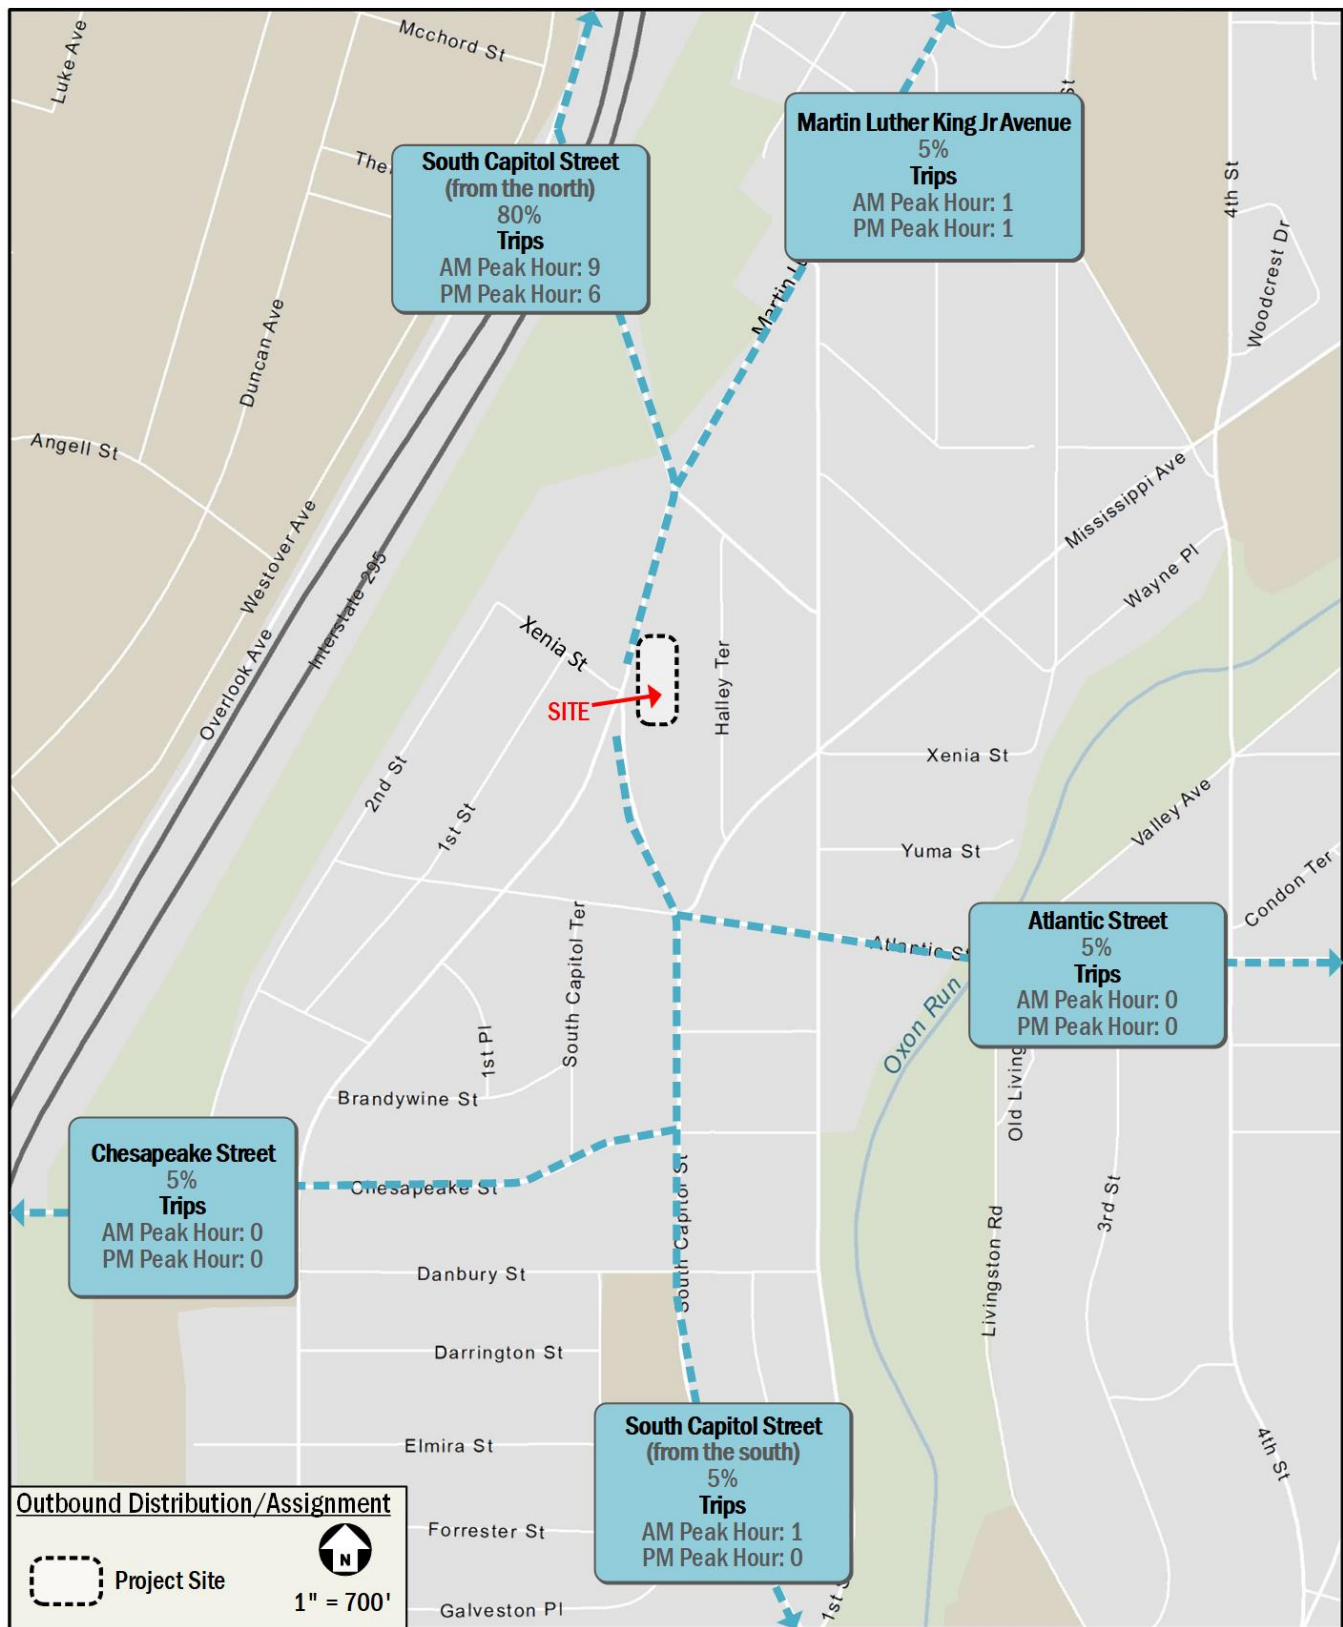 Luke Ave
Mcchord St
South Capitol Street
(from the north)
80%
Trips
AM Peak Hour: 9
PM Peak Hour: 6
Martin Luther King Jr Avenue
5%
Trips
AM Peak Hour: 1
PM Peak Hour: 1
St
4th St
Woodcrest Dr
Duncan Ave
Martin
Angell St
Westover Ave
Overlook Ave
Interstate 295
Mississippi Ave
Wayne Pl
Xenia St
SITE
Halley Ter
Xenia St
2nd St
1st St
Yuma St
Valley Ave
Condon Ter
South Capitol Ter
Atlantic St
Atlantic Street
5%
Trips
AM Peak Hour: 0
PM Peak Hour: 0
Oxon Run
1st Pl
Brandywine St
Old
Chesapeake Street
5%
Trips
AM Peak Hour: 0
PM Peak Hour: 0
Chesapeake St
South Capitol St
3rd St
Livingston Rd
Danbury St
Darrington St
Elmira St
South Capitol Street
(from the south)
5%
Trips
AM Peak Hour: 1
PM Peak Hour: 0
4th St
Forrester St
Galveston Pl
1st
Outbound Distribution/Assignment
N
Project Site
1" = 700'